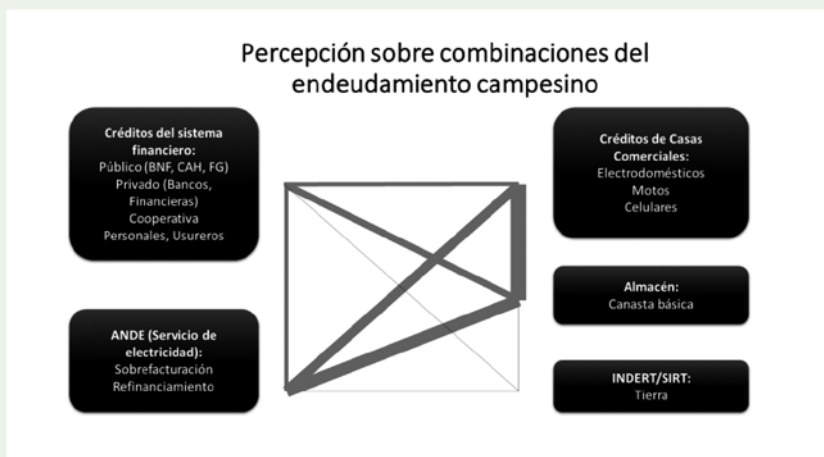 Percepción sobre combinaciones del
endeudamiento campesino
Créditos del sistema
financiero:
Público (BNF, CAH, FG)
Privado (Bancos,
Financieras)
Cooperativa
Personales, Usureros
ANDE (Servicio de
electricidad):
Sobrefacturación
Refinanciamiento
Créditos de Casas
Comerciales:
Electrodomésticos
Motos
Celulares
Almacén:
Canasta básica
INDERT/SIRT:
Tierra